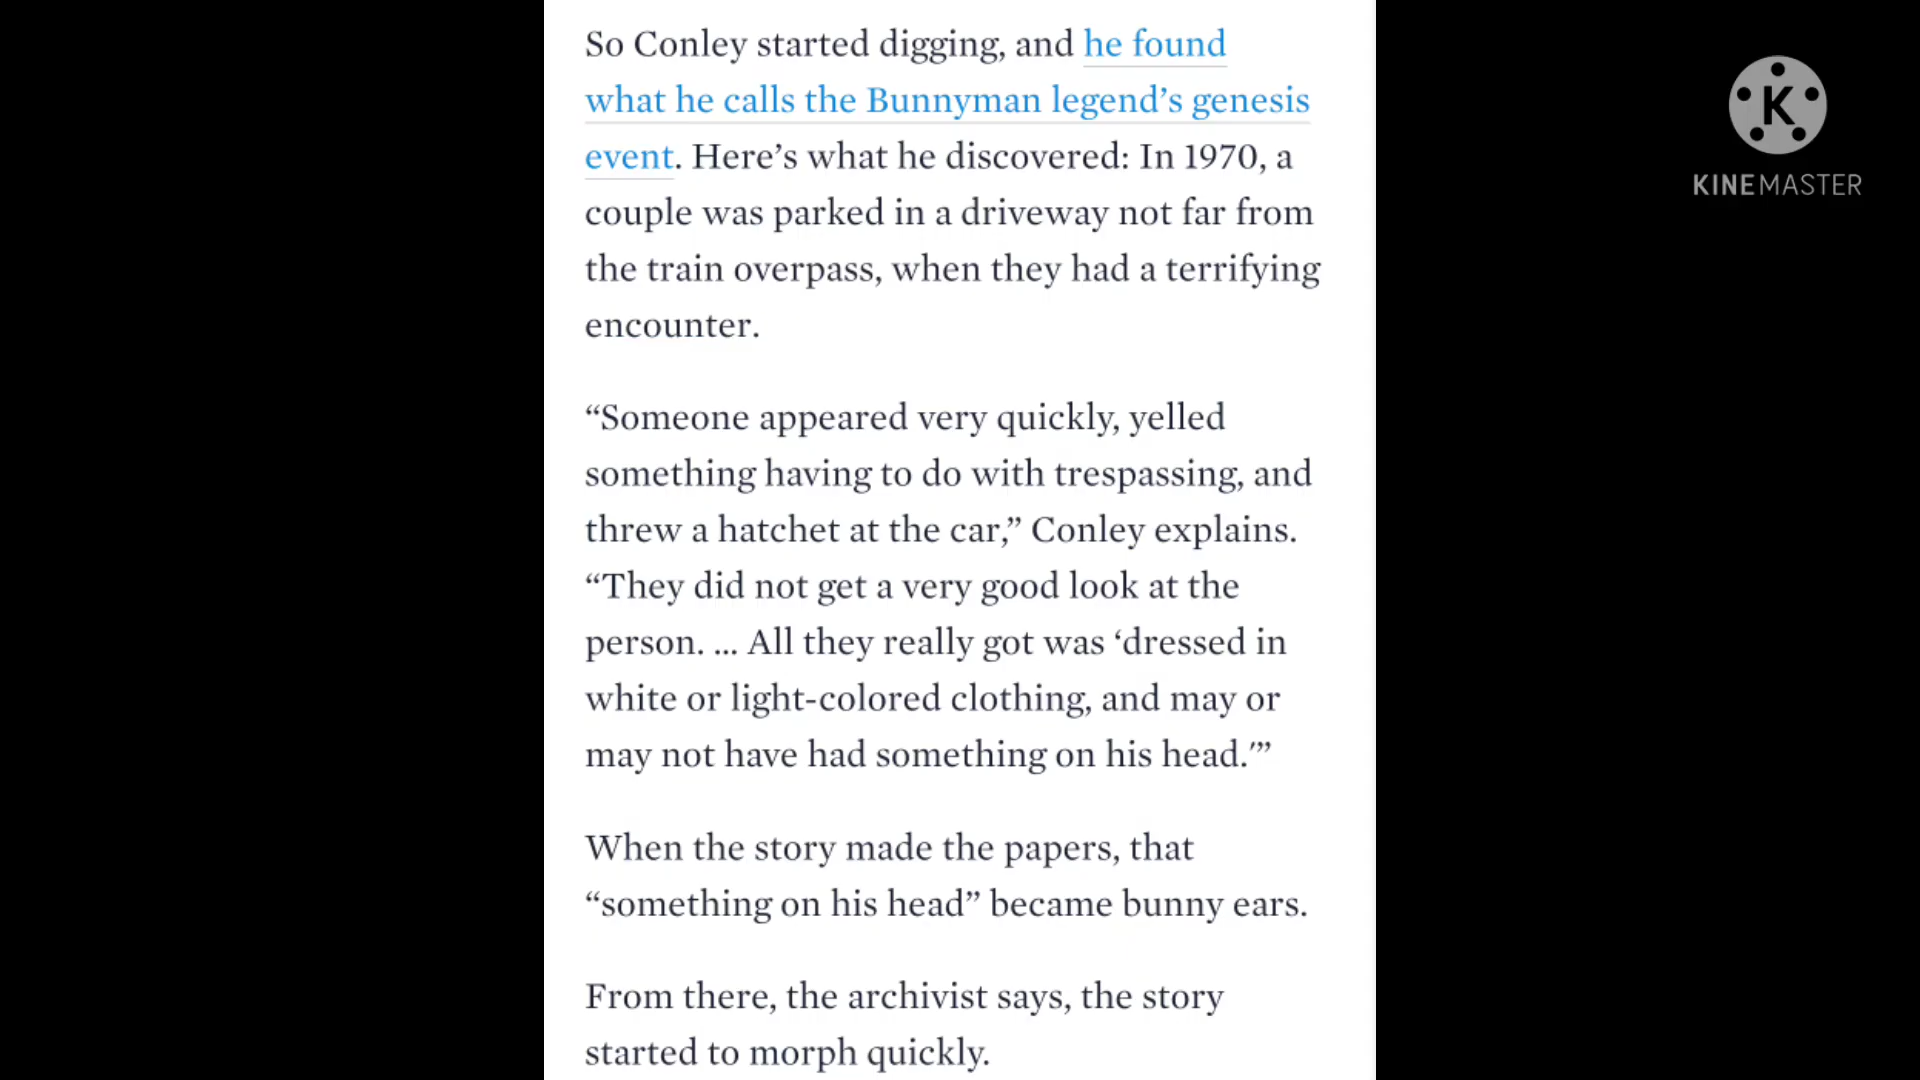 So Conley started digging, and he found
what he calls the Bunnyman legend’s genesis
event. Here’s what he discovered: In 1970, a
couple was parked in a driveway not far from
the train overpass, when they had a terrifying
encounter.
“Someone appeared very quickly, yelled
something having to do with trespassing, and
threw a hatchet at the car,” Conley explains.
“They did not get a very good look at the
person. ... All they really got was ‘dressed in
white or light-colored clothing, and may or
may not have had something on his head.'”
When the story made the papers, that
“something on his head” became bunny ears.
From there, the archivist says, the story
started to morph quickly.
K
KINEMASTER